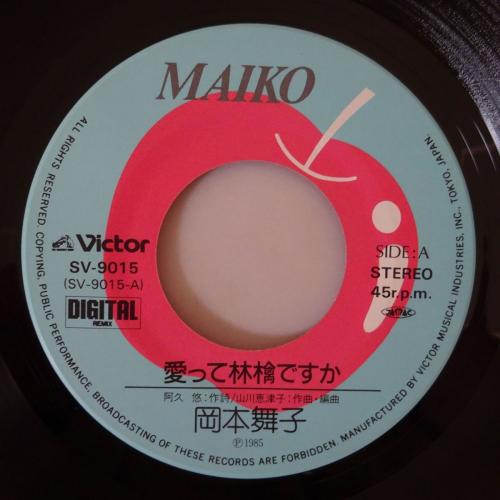 MAIKO
Victor
SV-9015
(SV-9015-A)
DIGITAL
REMIX
SIDE:A
STEREO
45r.p.m.
愛って林檎ですか
阿久 悠:作詩/山川恵津子:作曲・編曲
岡本舞子
Ⓟ1985
ALL RIGHTS RESERVED. COPYING, PUBLIC PERFORMANCE, BROADCASTING OF THESE RECORDS ARE FORBIDDEN. MANUFACTURED BY VICTOR MUSICAL INDUSTRIES, INC., TOKYO, JAPAN.